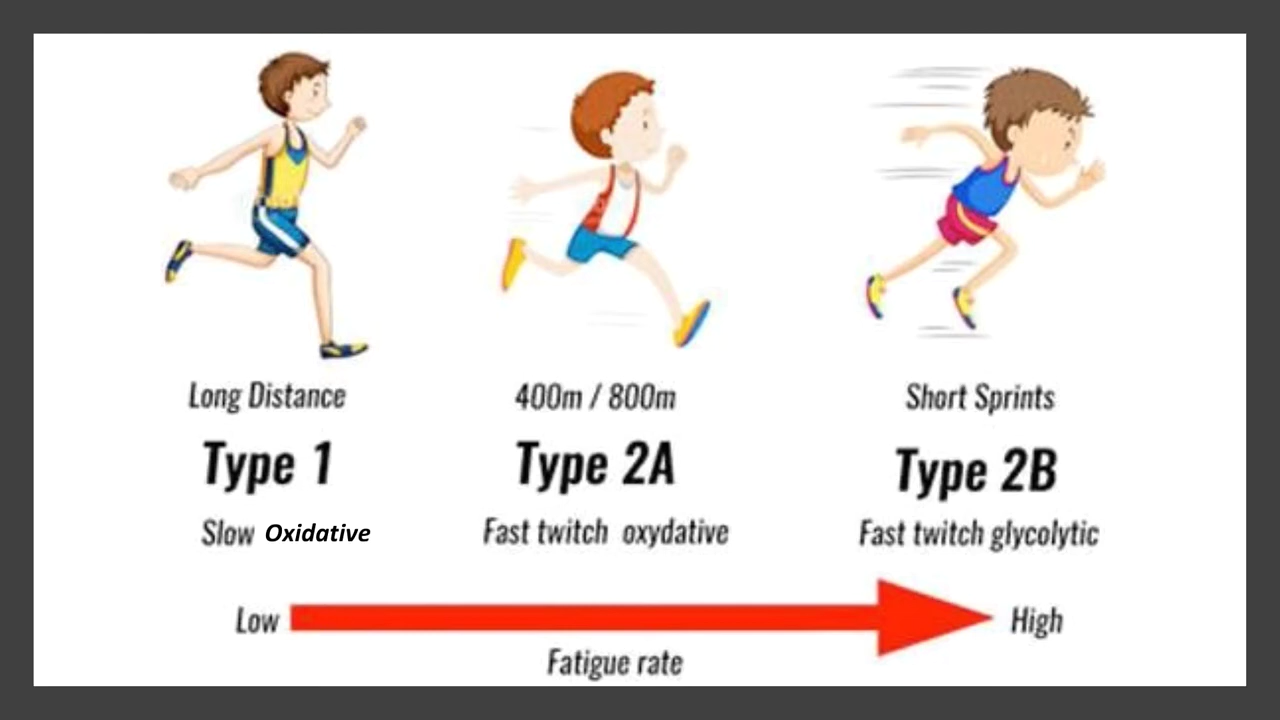 Long Distance
400m / 800m
Short Sprints
Type 1
Type 2A
Type 2B
Slow Oxidative
Fast twitch oxydative
Fast twitch glycolytic
Low
High
Fatigue rate